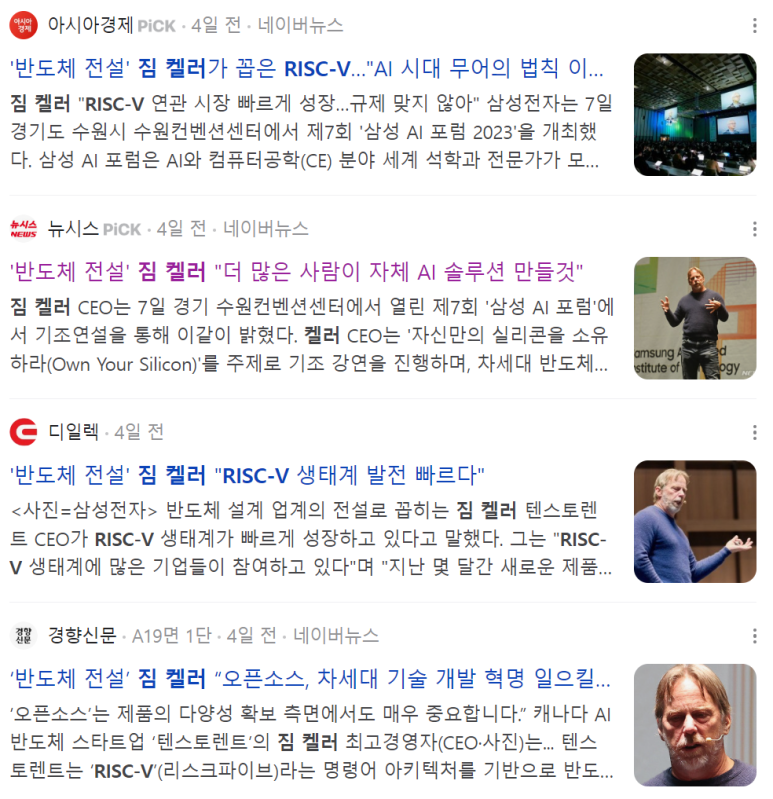 아시아
경제
아시아경제 PiCK · 4일 전 · 네이버뉴스
'반도체 전설' 짐 켈러가 꼽은 RISC-V..."AI 시대 무어의 법칙 이...
짐 켈러 "RISC-V 연관 시장 빠르게 성장...규제 맞지 않아" 삼성전자는 7일
경기도 수원시 수원컨벤션센터에서 제7회 '삼성 AI 포럼 2023'을 개최했
다. 삼성 AI 포럼은 AI와 컴퓨터공학(CE) 분야 세계 석학과 전문가가 모...
뉴시스
NEWS
뉴시스 PiCK · 4일 전 · 네이버뉴스
'반도체 전설' 짐 켈러 "더 많은 사람이 자체 AI 솔루션 만들것"
짐 켈러 CEO는 7일 경기 수원컨벤션센터에서 열린 제7회 '삼성 AI 포럼'에
서 기조연설을 통해 이같이 밝혔다. 켈러 CEO는 '자신만의 실리콘을 소유
하라(Own Your Silicon)'를 주제로 기조 강연을 진행하며, 차세대 반도체...
디일렉 · 4일 전
'반도체 전설' 짐 켈러 "RISC-V 생태계 발전 빠르다"
<사진=삼성전자> 반도체 설계 업계의 전설로 꼽히는 짐 켈러 텐스토렌
트 CEO가 RISC-V 생태계가 빠르게 성장하고 있다고 말했다. 그는 "RISC-
V 생태계에 많은 기업들이 참여하고 있다"며 "지난 몇 달간 새로운 제품...
경향
신문
경향신문 · A19면 1단 · 4일 전 · 네이버뉴스
‘반도체 전설’ 짐 켈러 “오픈소스, 차세대 기술 개발 혁명 일으킬...
‘오픈소스’는 제품의 다양성 확보 측면에서도 매우 중요합니다.” 캐나다 AI
반도체 스타트업 ‘텐스토렌트’의 짐 켈러 최고경영자(CEO·사진)는... 텐스
토렌트는 ‘RISC-V’(리스크파이브)라는 명령어 아키텍처를 기반으로 반도...